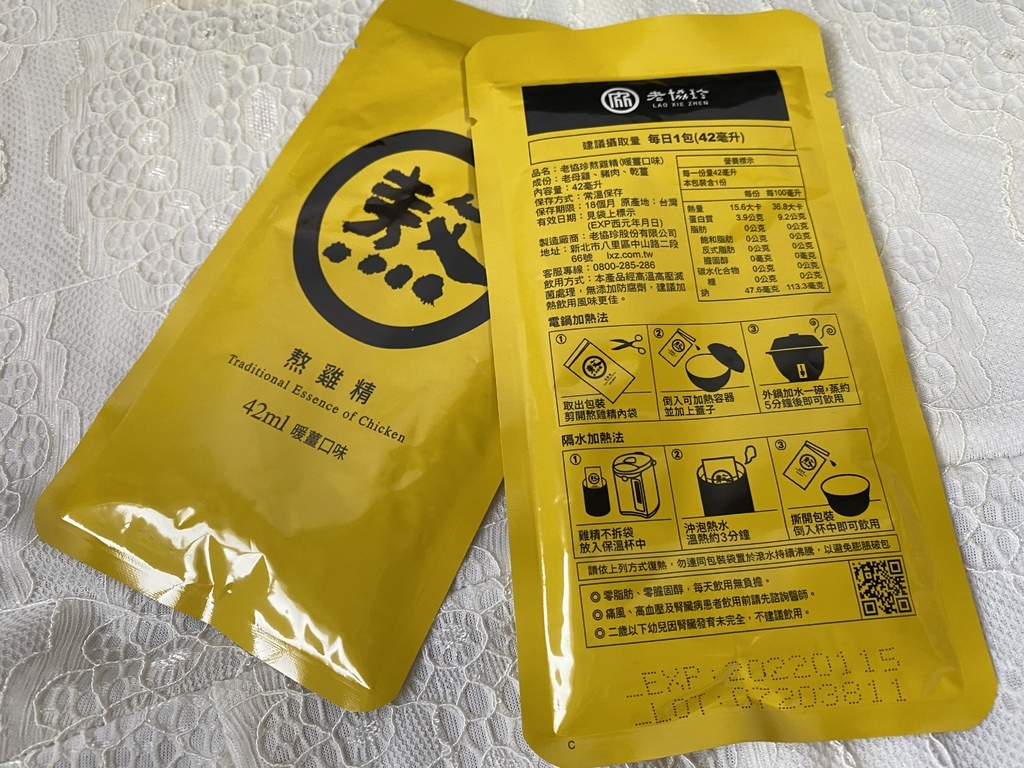 熬
熬雞精
Traditional Essence of Chicken
42ml 暖薑口味
老協珍
LAO XIE ZHEN
建議攝取量 每日1包(42毫升)
品名：老協珍熬雞精(暖薑口味)
成份：老母雞、豬肉、乾薑
內容量：42毫升
保存方式：常溫保存
保存期限：18個月 原產地：台灣
有效日期：見袋上標示
(EXP西元年月日)
製造廠商：老協珍股份有限公司
地址：新北市八里區中山路二段
66號 lxz.com.tw
客服專線：0800-285-286
飲用方式：本產品經高溫高壓滅
菌處理，無添加防腐劑，建議加
熱飲用風味更佳。
營養標示
每一份量42毫升
本包裝含1份
每份 每100毫升
熱量 15.6大卡 36.8大卡
蛋白質 3.9公克 9.2公克
脂肪 0公克 0公克
飽和脂肪 0公克 0公克
反式脂肪 0公克 0公克
膽固醇 0毫克 0毫克
碳水化合物 0公克 0公克
糖 0公克 0公克
鈉 47.6毫克 113.3毫克
電鍋加熱法
①
取出包裝
剪開熬雞精內袋
②
倒入可加熱容器
並加上蓋子
③
外鍋加水一碗，蒸約
5分鐘後即可飲用
隔水加熱法
①
雞精不拆袋
放入保溫杯中
②
沖泡熱水
溫熱約3分鐘
③
撕開包裝
倒入杯中即可飲用
請依上列方式復熱，勿連同包裝袋置於滾水持續沸騰，以避免膨脹破包
◎ 零脂肪、零膽固醇，每天飲用無負擔。
◎ 痛風、高血壓及腎臟病患者飲用前請先諮詢醫師。
◎ 二歲以下幼兒因腎臟發育未完全，不建議飲用。
EXP:20220115
LOT:03203811
C